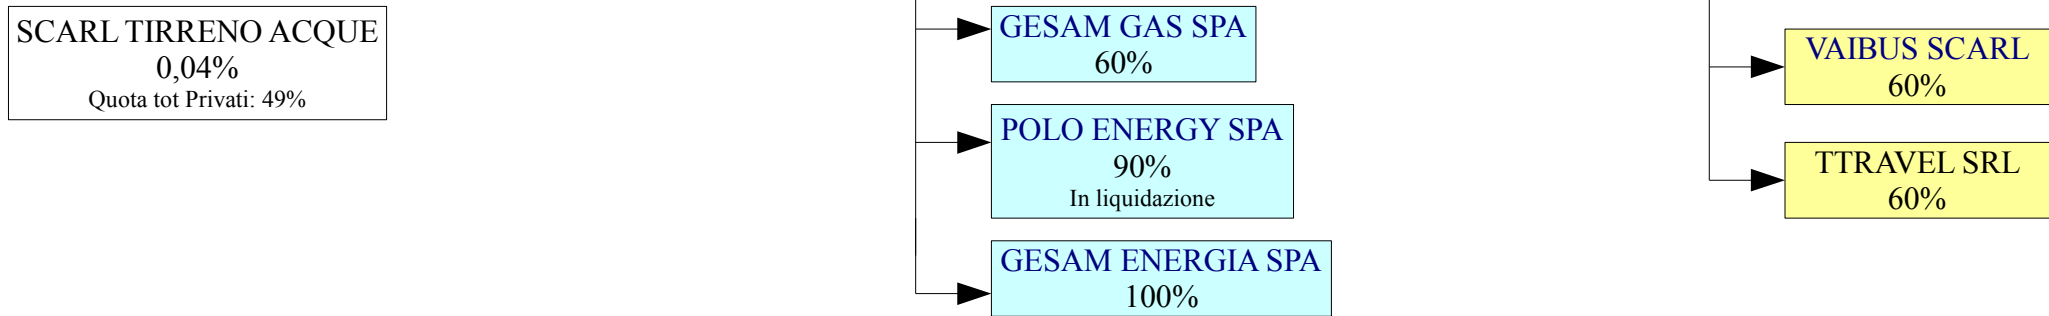 SCARL TIRRENO ACQUE
0,04%
Quota tot Privati: 49%
GESAM GAS SPA
60%
POLO ENERGY SPA
90%
In liquidazione
GESAM ENERGIA SPA
100%
VAIBUS SCARL
60%
TTRAVEL SRL
60%